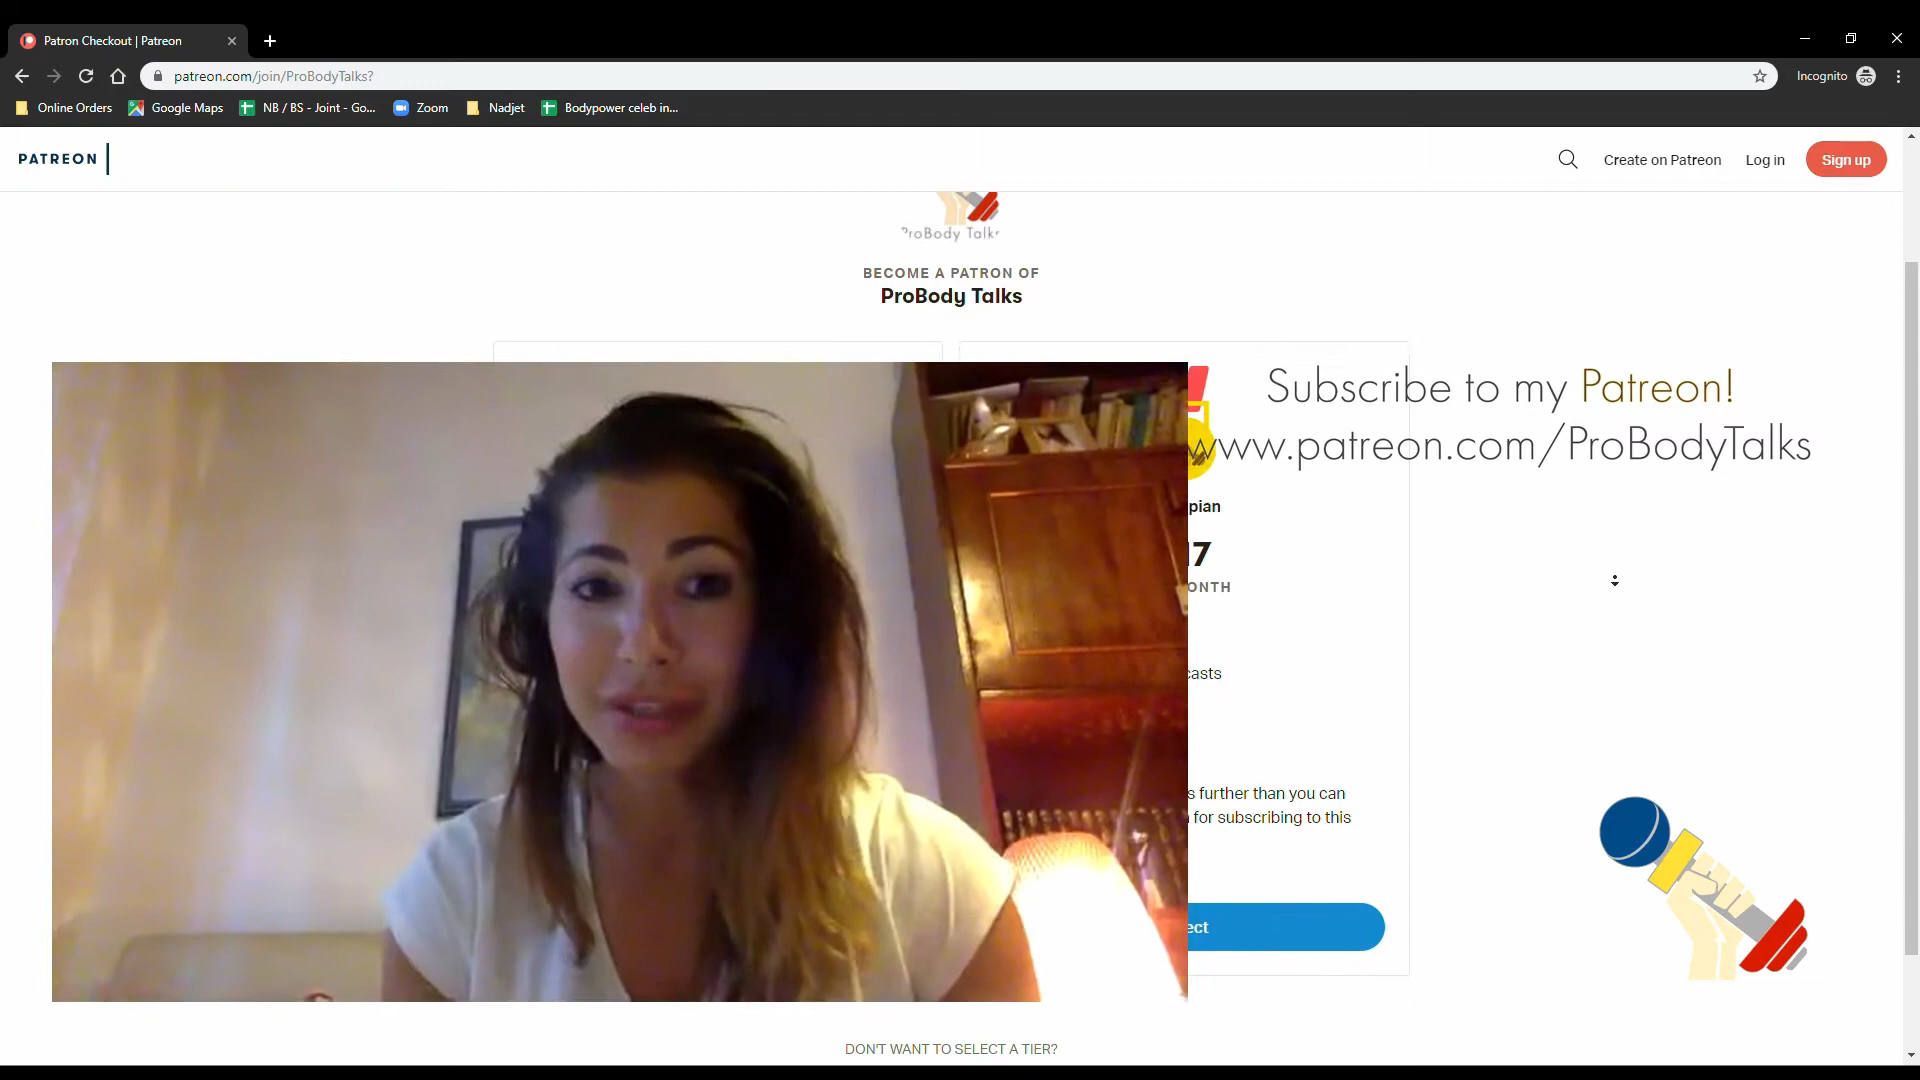 Patron Checkout | Patreon
patreon.com/join/ProBodyTalks?
Incognito
Online Orders
Google Maps
NB / BS - Joint - Go...
Zoom
Nadjet
Bodypower celeb in...
PATREON
Create on Patreon
Log in
Sign up
ProBody Talks
BECOME A PATRON OF
ProBody Talks
Subscribe to my Patreon!
www.patreon.com/ProBodyTalks
pian
17
ONTH
casts
s further than you can
for subscribing to this
ect
DON'T WANT TO SELECT A TIER?